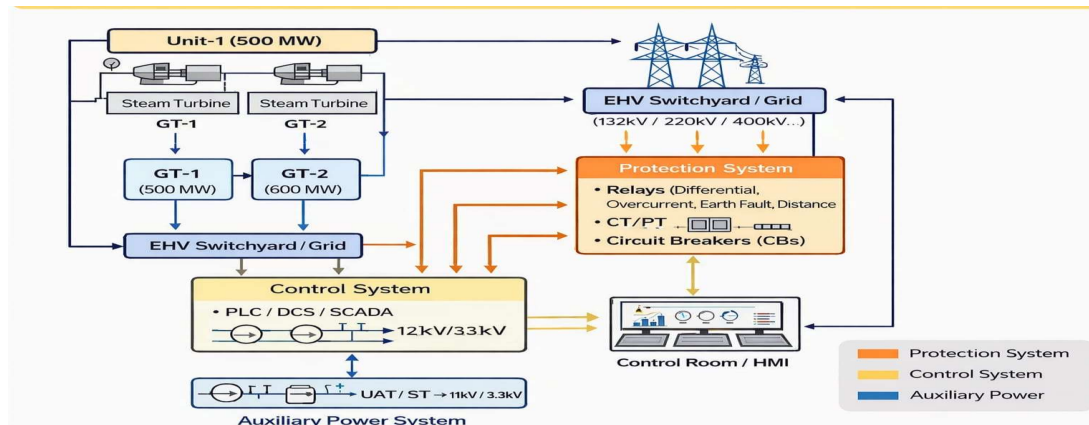 Unit-1 (500 MW)
Steam Turbine
Steam Turbine
GT-1
GT-2
GT-1
(500 MW)
GT-2
(600 MW)
EHV Switchyard / Grid
EHV Switchyard / Grid
(132kV / 220kV / 400kV...)
Protection System
• Relays (Differential,
Overcurrent, Earth Fault, Distance
• CT/PT
• Circuit Breakers (CBs)
Control System
• PLC / DCS / SCADA
12kV/33kV
UAT / ST → 11kV / 3.3kV
Auxiliary Power System
Control Room / HMI
Protection System
Control System
Auxiliary Power